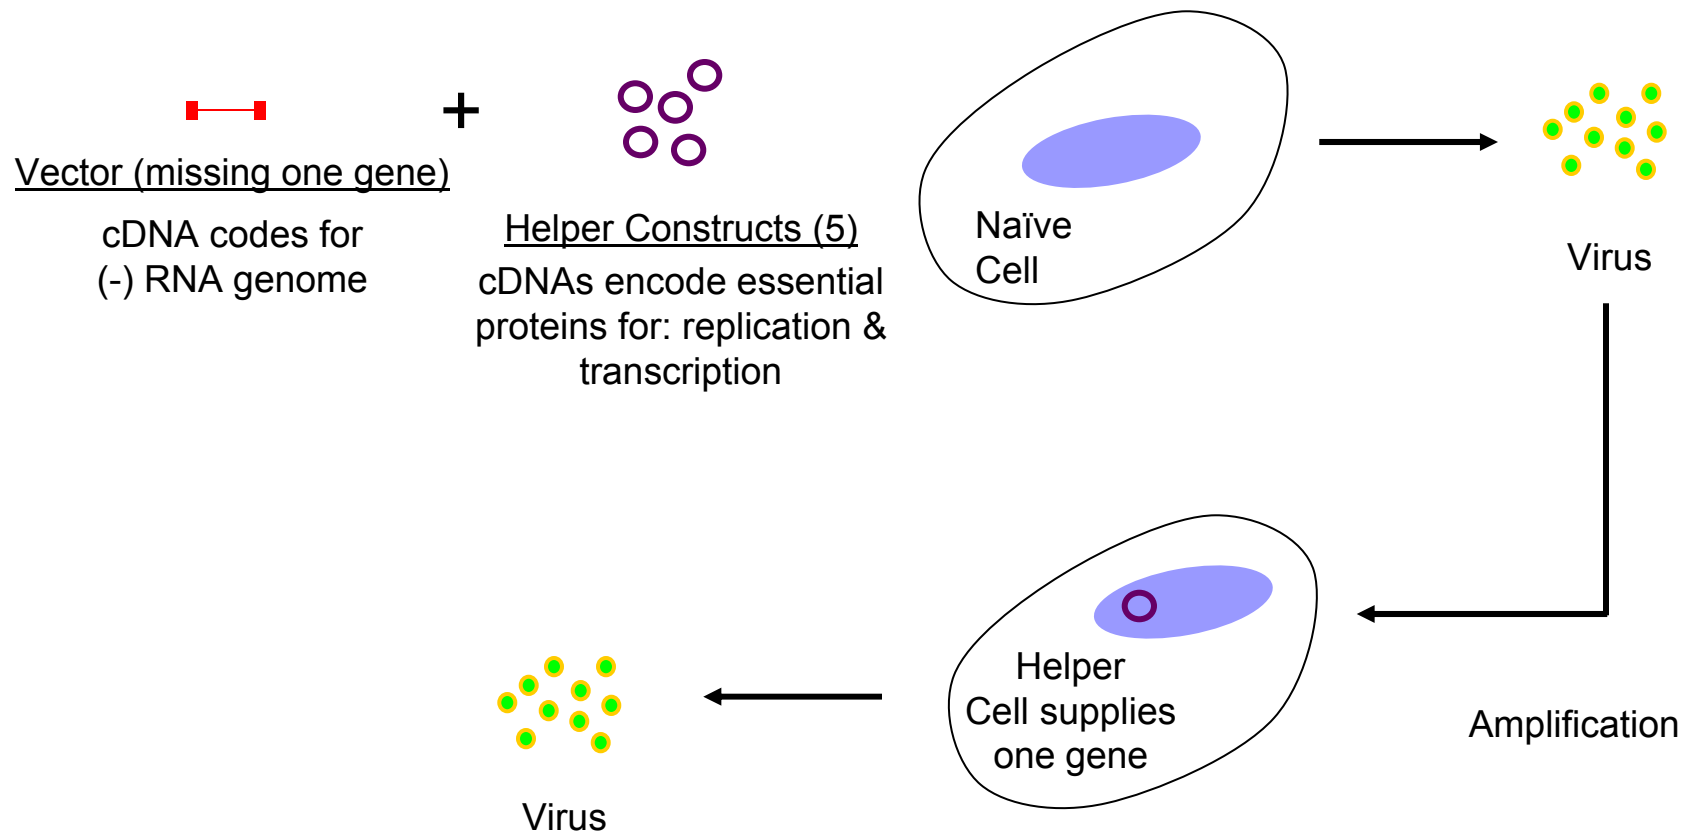 +
Vector (missing one gene)
cDNA codes for
(-) RNA genome
Helper Constructs (5)
cDNAs encode essential
proteins for: replication &
transcription
Naïve
Cell
Virus
Helper
Cell supplies
one gene
Amplification
Virus